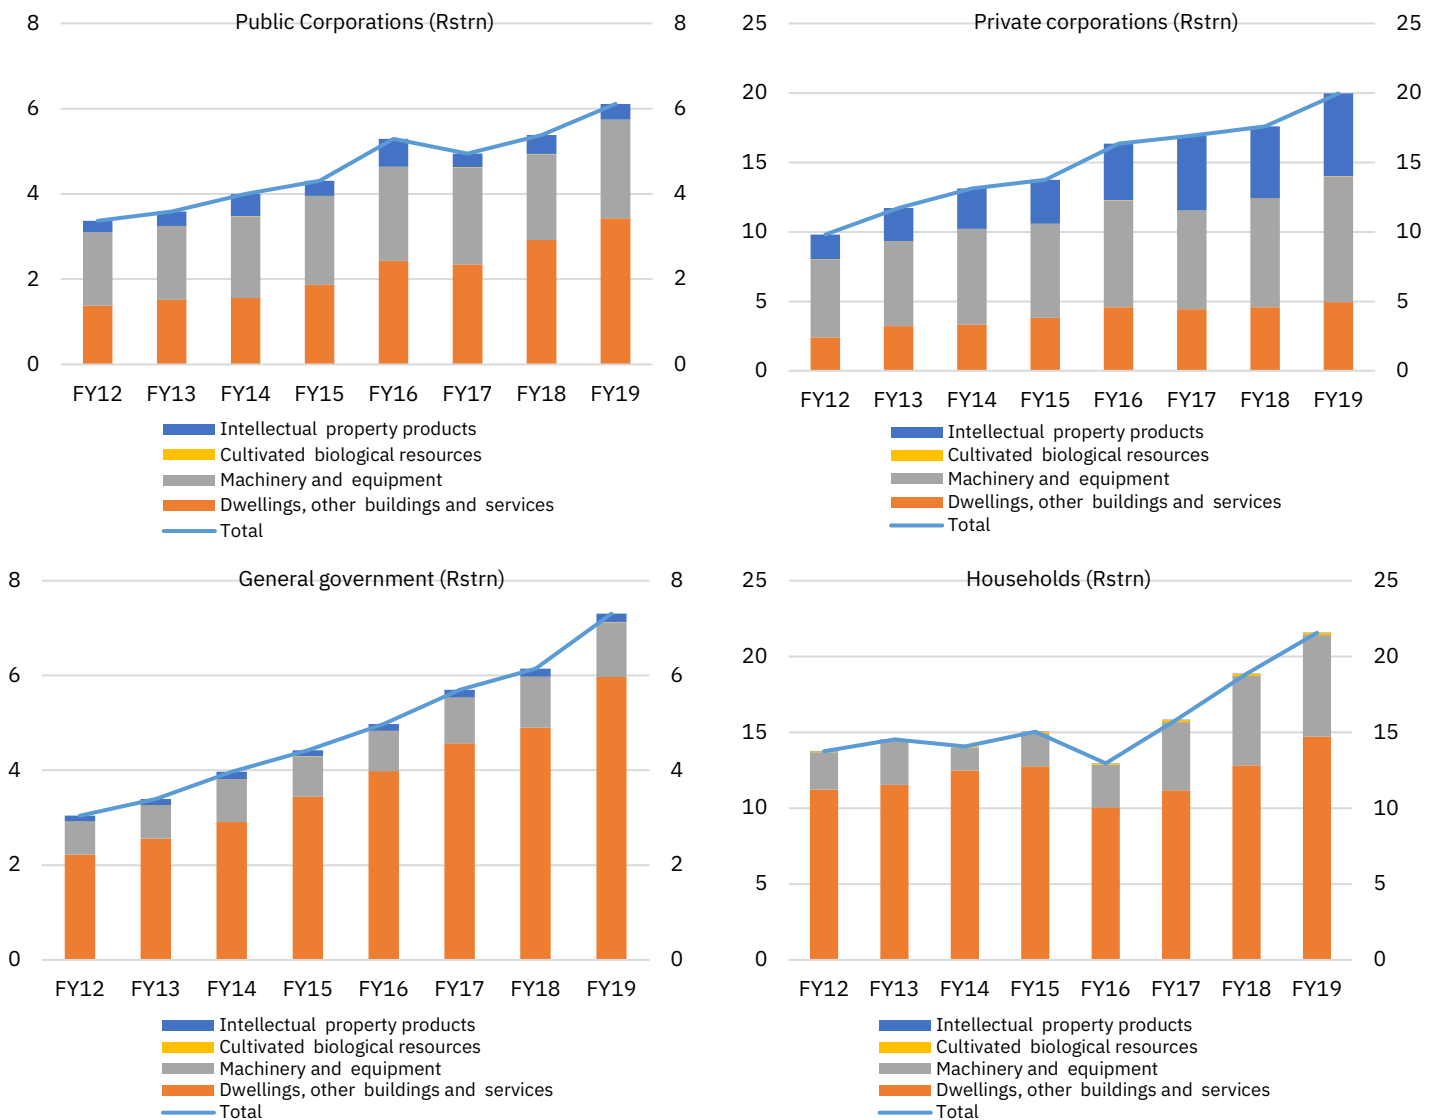 Public Corporations (Rstrn)
8 8
6 6
4 4
2 2
0 0
FY12 FY13 FY14 FY15 FY16 FY17 FY18 FY19
Intellectual property products
Cultivated biological resources
Machinery and equipment
Dwellings, other buildings and services
Total
Private corporations (Rstrn)
25 25
20 20
15 15
10 10
5 5
0 0
FY12 FY13 FY14 FY15 FY16 FY17 FY18 FY19
Intellectual property products
Cultivated biological resources
Machinery and equipment
Dwellings, other buildings and services
Total
General government (Rstrn)
8 8
6 6
4 4
2 2
0 0
FY12 FY13 FY14 FY15 FY16 FY17 FY18 FY19
Intellectual property products
Cultivated biological resources
Machinery and equipment
Dwellings, other buildings and services
Total
Households (Rstrn)
25 25
20 20
15 15
10 10
5 5
0 0
FY12 FY13 FY14 FY15 FY16 FY17 FY18 FY19
Intellectual property products
Cultivated biological resources
Machinery and equipment
Dwellings, other buildings and services
Total